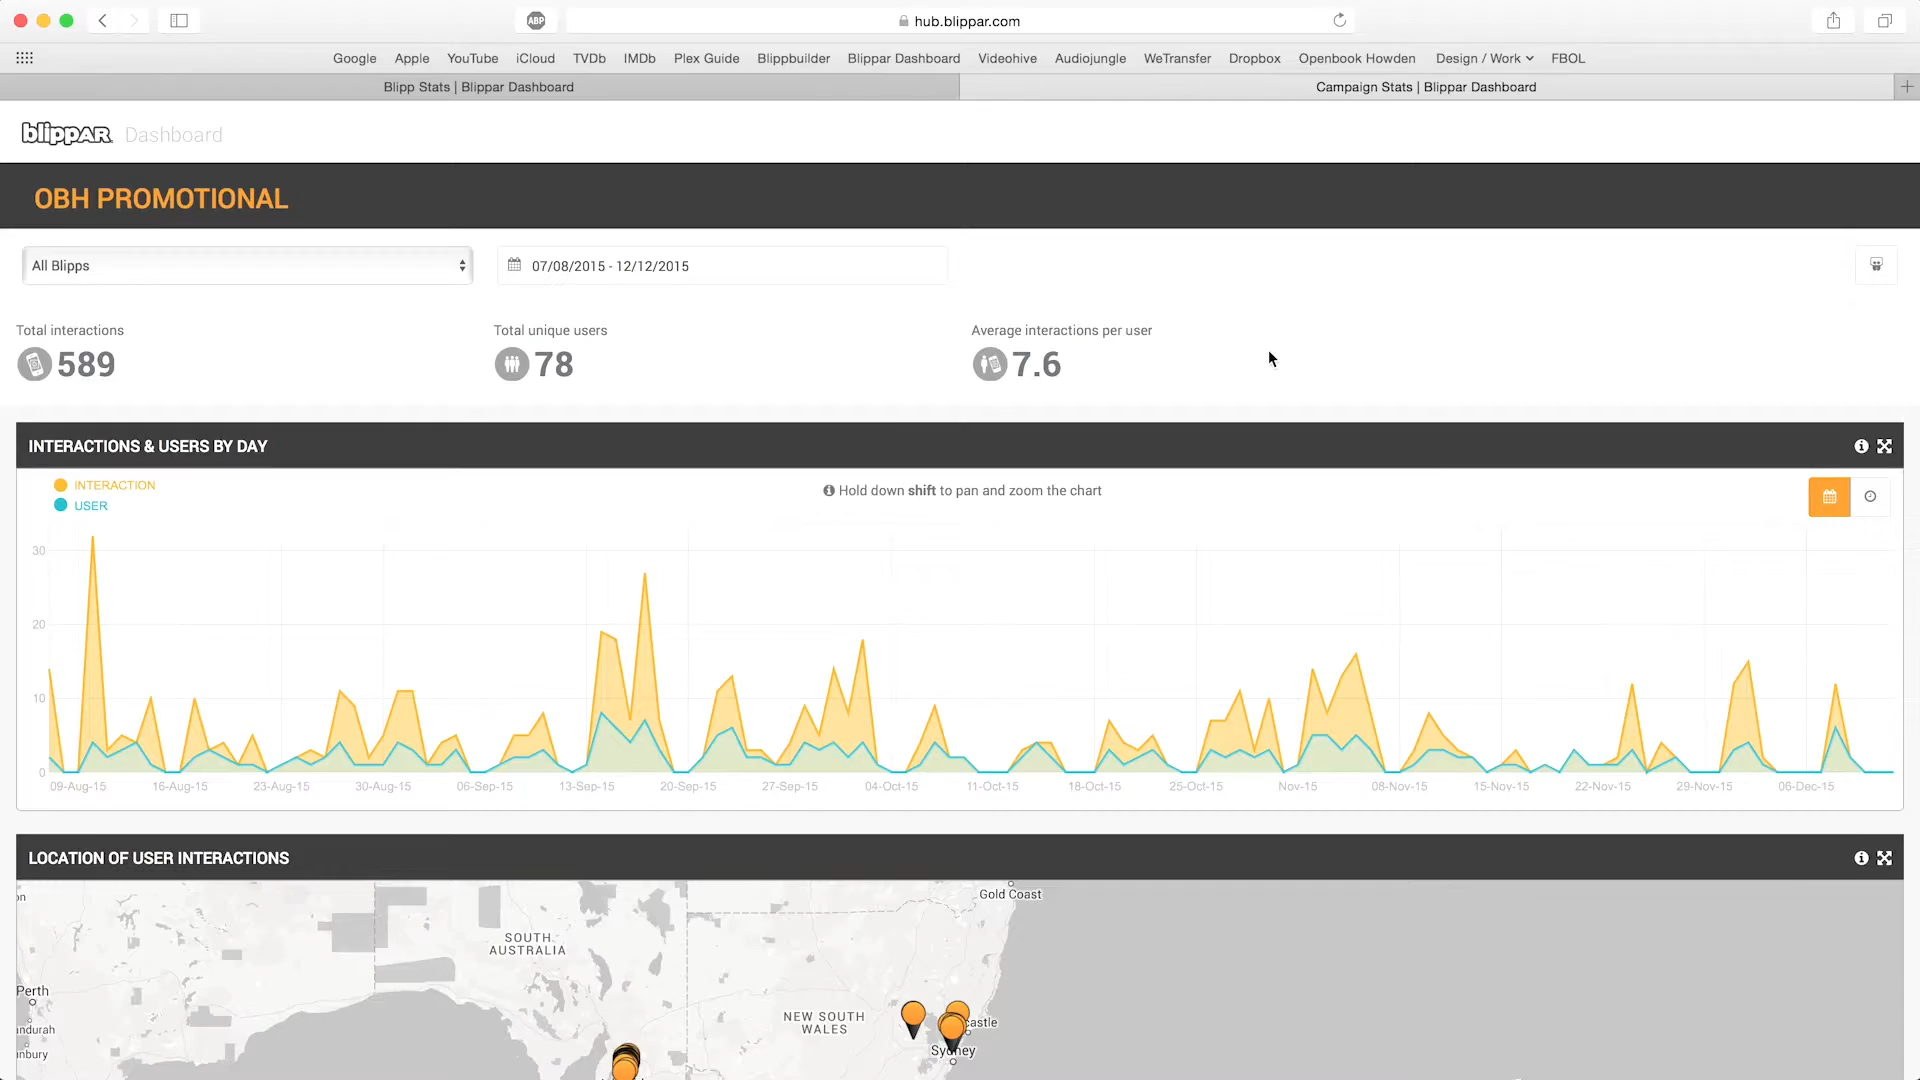 ABP
hub.blippar.com
Google Apple YouTube iCloud TVDb IMDb Plex Guide Blippbuilder Blippar Dashboard Videohive Audiojungle WeTransfer Dropbox Openbook Howden Design / Work FBOL
Blipp Stats | Blippar Dashboard
Campaign Stats | Blippar Dashboard
blippAR Dashboard
OBH PROMOTIONAL
All Blipps
07/08/2015 - 12/12/2015
Total interactions
589
Total unique users
78
Average interactions per user
7.6
INTERACTIONS & USERS BY DAY
INTERACTION
USER
Hold down shift to pan and zoom the chart
30
20
10
0
09-Aug-15 16-Aug-15 23-Aug-15 30-Aug-15 06-Sep-15 13-Sep-15 20-Sep-15 27-Sep-15 04-Oct-15 11-Oct-15 18-Oct-15 25-Oct-15 Nov-15 08-Nov-15 15-Nov-15 22-Nov-15 29-Nov-15 06-Dec-15
LOCATION OF USER INTERACTIONS
on
Gold Coast
SOUTH
AUSTRALIA
Perth
NEW SOUTH
WALES
castle
andurah
Sydney
nbury